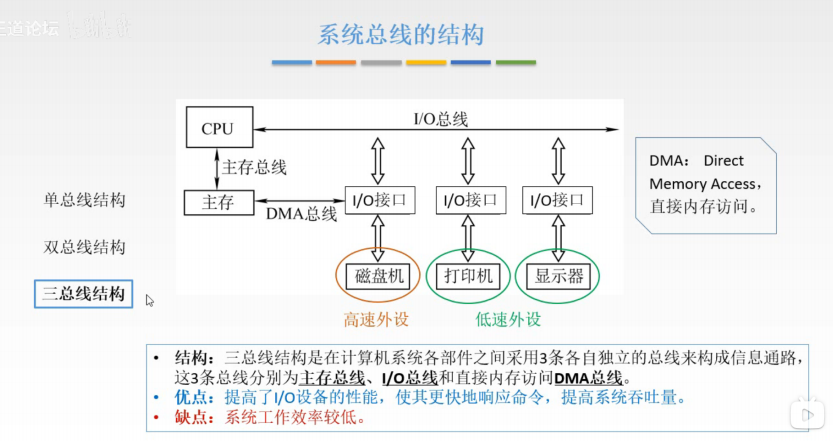 王道论坛
系统总线的结构
CPU
I/O总线
主存总线
主存
DMA总线
I/O接口
I/O接口
I/O接口
磁盘机
打印机
显示器
高速外设
低速外设
DMA： Direct
Memory Access，
直接内存访问。
单总线结构
双总线结构
三总线结构
• 结构：三总线结构是在计算机系统各部件之间采用3条各自独立的总线来构成信息通路，
这3条总线分别为主存总线、I/O总线和直接内存访问DMA总线。
• 优点：提高了I/O设备的性能，使其更快地响应命令，提高系统吞吐量。
• 缺点：系统工作效率较低。